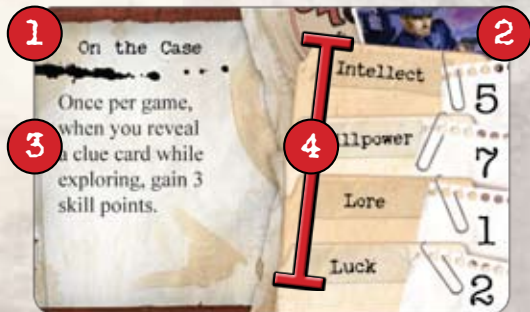 1
2
On the Case
Once per game,
when you reveal
a clue card while
exploring, gain 3
skill points.
3
4
Intellect
5
illpower
7
Lore
1
Luck
2